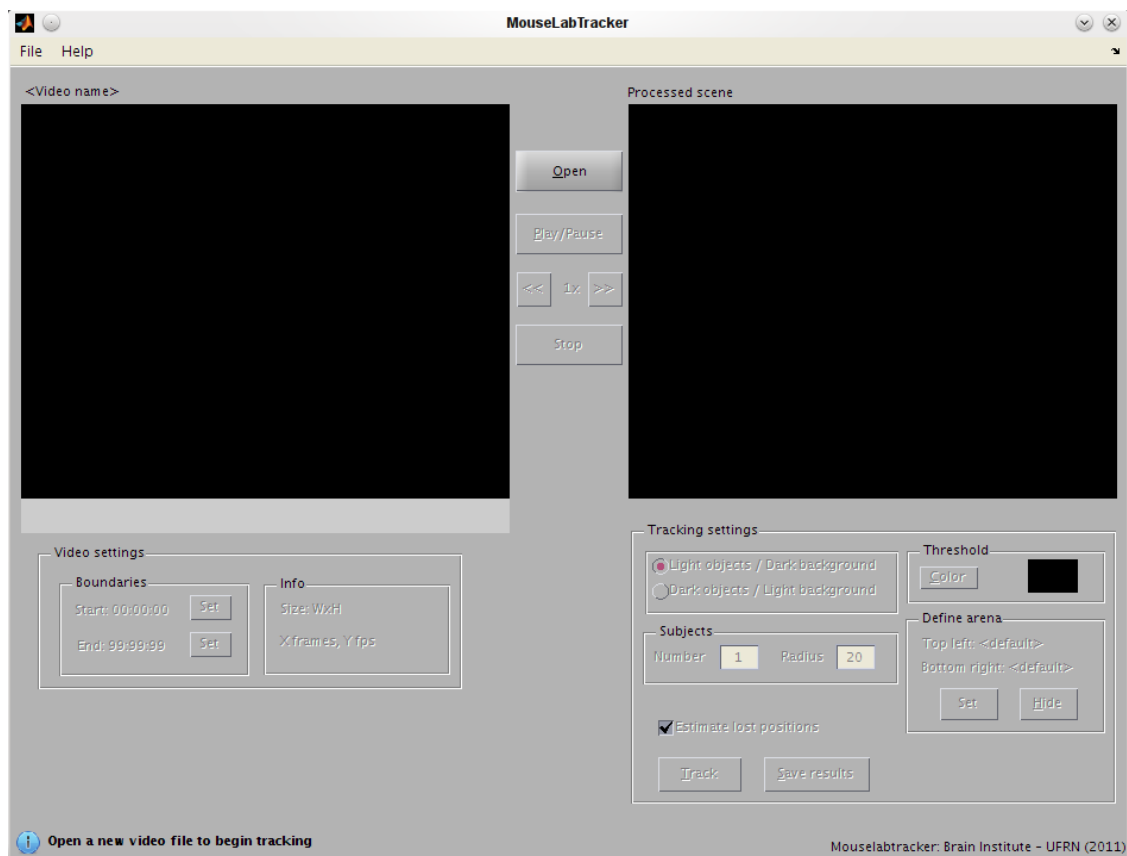 MouseLabTracker
File Help
<Video name>
Processed scene
Open
Play/Pause
<< 1x >>
Stop
Video settings
Boundaries
Start: 00:00:00 Set
End: 99:99:99 Set
Info
Size: WxH
X frames, Y fps
Tracking settings
Light objects / Dark background
Dark objects / Light background
Subjects
Number 1 Radius 20
Estimate lost positions
Track Save results
Threshold
Color
Define arena
Top left: <default>
Bottom right: <default>
Set Hide
Open a new video file to begin tracking
Mouselabtracker: Brain Institute - UFRN (2011)